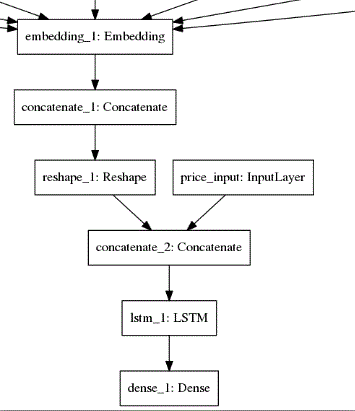 embedding_1: Embedding
concatenate_1: Concatenate
reshape_1: Reshape
price_input: InputLayer
concatenate_2: Concatenate
lstm_1: LSTM
dense_1: Dense